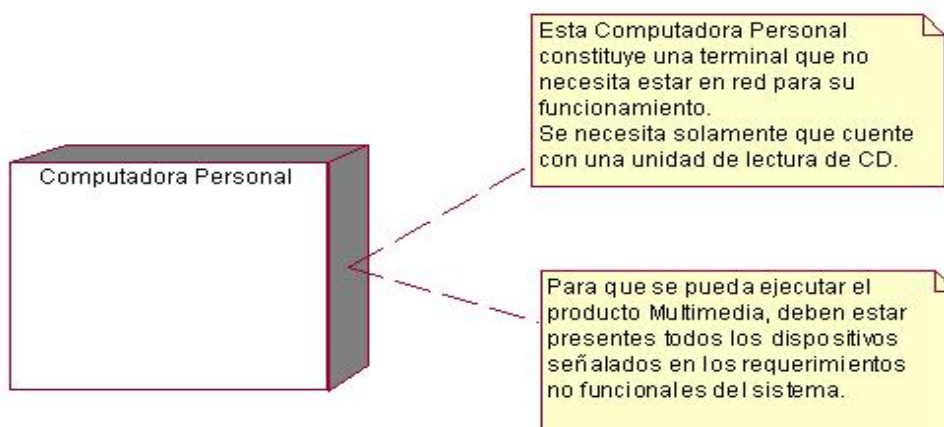 Computadora Personal
Esta Computadora Personal
constituye una terminal que no
necesita estar en red para su
funcionamiento.
Se necesita solamente que cuente
con una unidad de lectura de CD.
Para que se pueda ejecutar el
producto Multimedia, deben estar
presentes todos los dispositivos
señalados en los requerimientos
no funcionales del sistema.